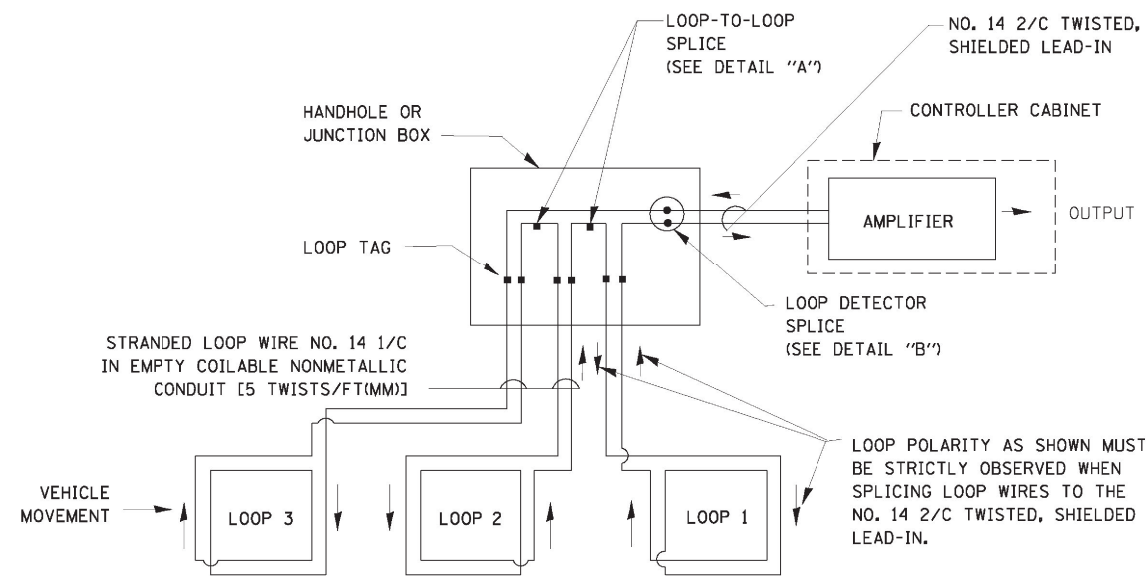 LOOP-TO-LOOP
SPLICE
(SEE DETAIL "A")
NO. 14 2/C TWISTED,
SHIELDED LEAD-IN
HANDHOLE OR
JUNCTION BOX
CONTROLLER CABINET
AMPLIFIER
OUTPUT
LOOP TAG
LOOP DETECTOR
SPLICE
(SEE DETAIL "B")
STRANDED LOOP WIRE NO. 14 1/C
IN EMPTY COILABLE NONMETALLIC
CONDUIT [5 TWISTS/FT(MM)]
LOOP POLARITY AS SHOWN MUST
BE STRICTLY OBSERVED WHEN
SPLICING LOOP WIRES TO THE
NO. 14 2/C TWISTED, SHIELDED
LEAD-IN.
VEHICLE
MOVEMENT
LOOP 3
LOOP 2
LOOP 1